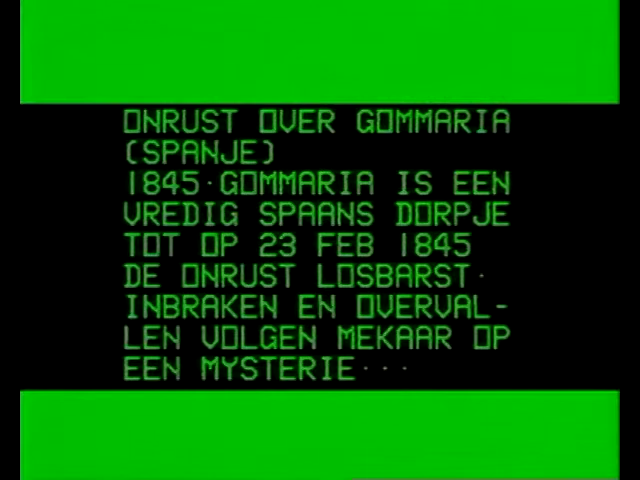 ONRUST OVER GOMMARIA
(SPANJE)
1845.GOMMARIA IS EEN
VREDIG SPAANS DORPJE
TOT OP 23 FEB 1845
DE ONRUST LOSBARST.
INBRAKEN EN OVERVAL-
LEN VOLGEN MEKAAR OP
EEN MYSTERIE...